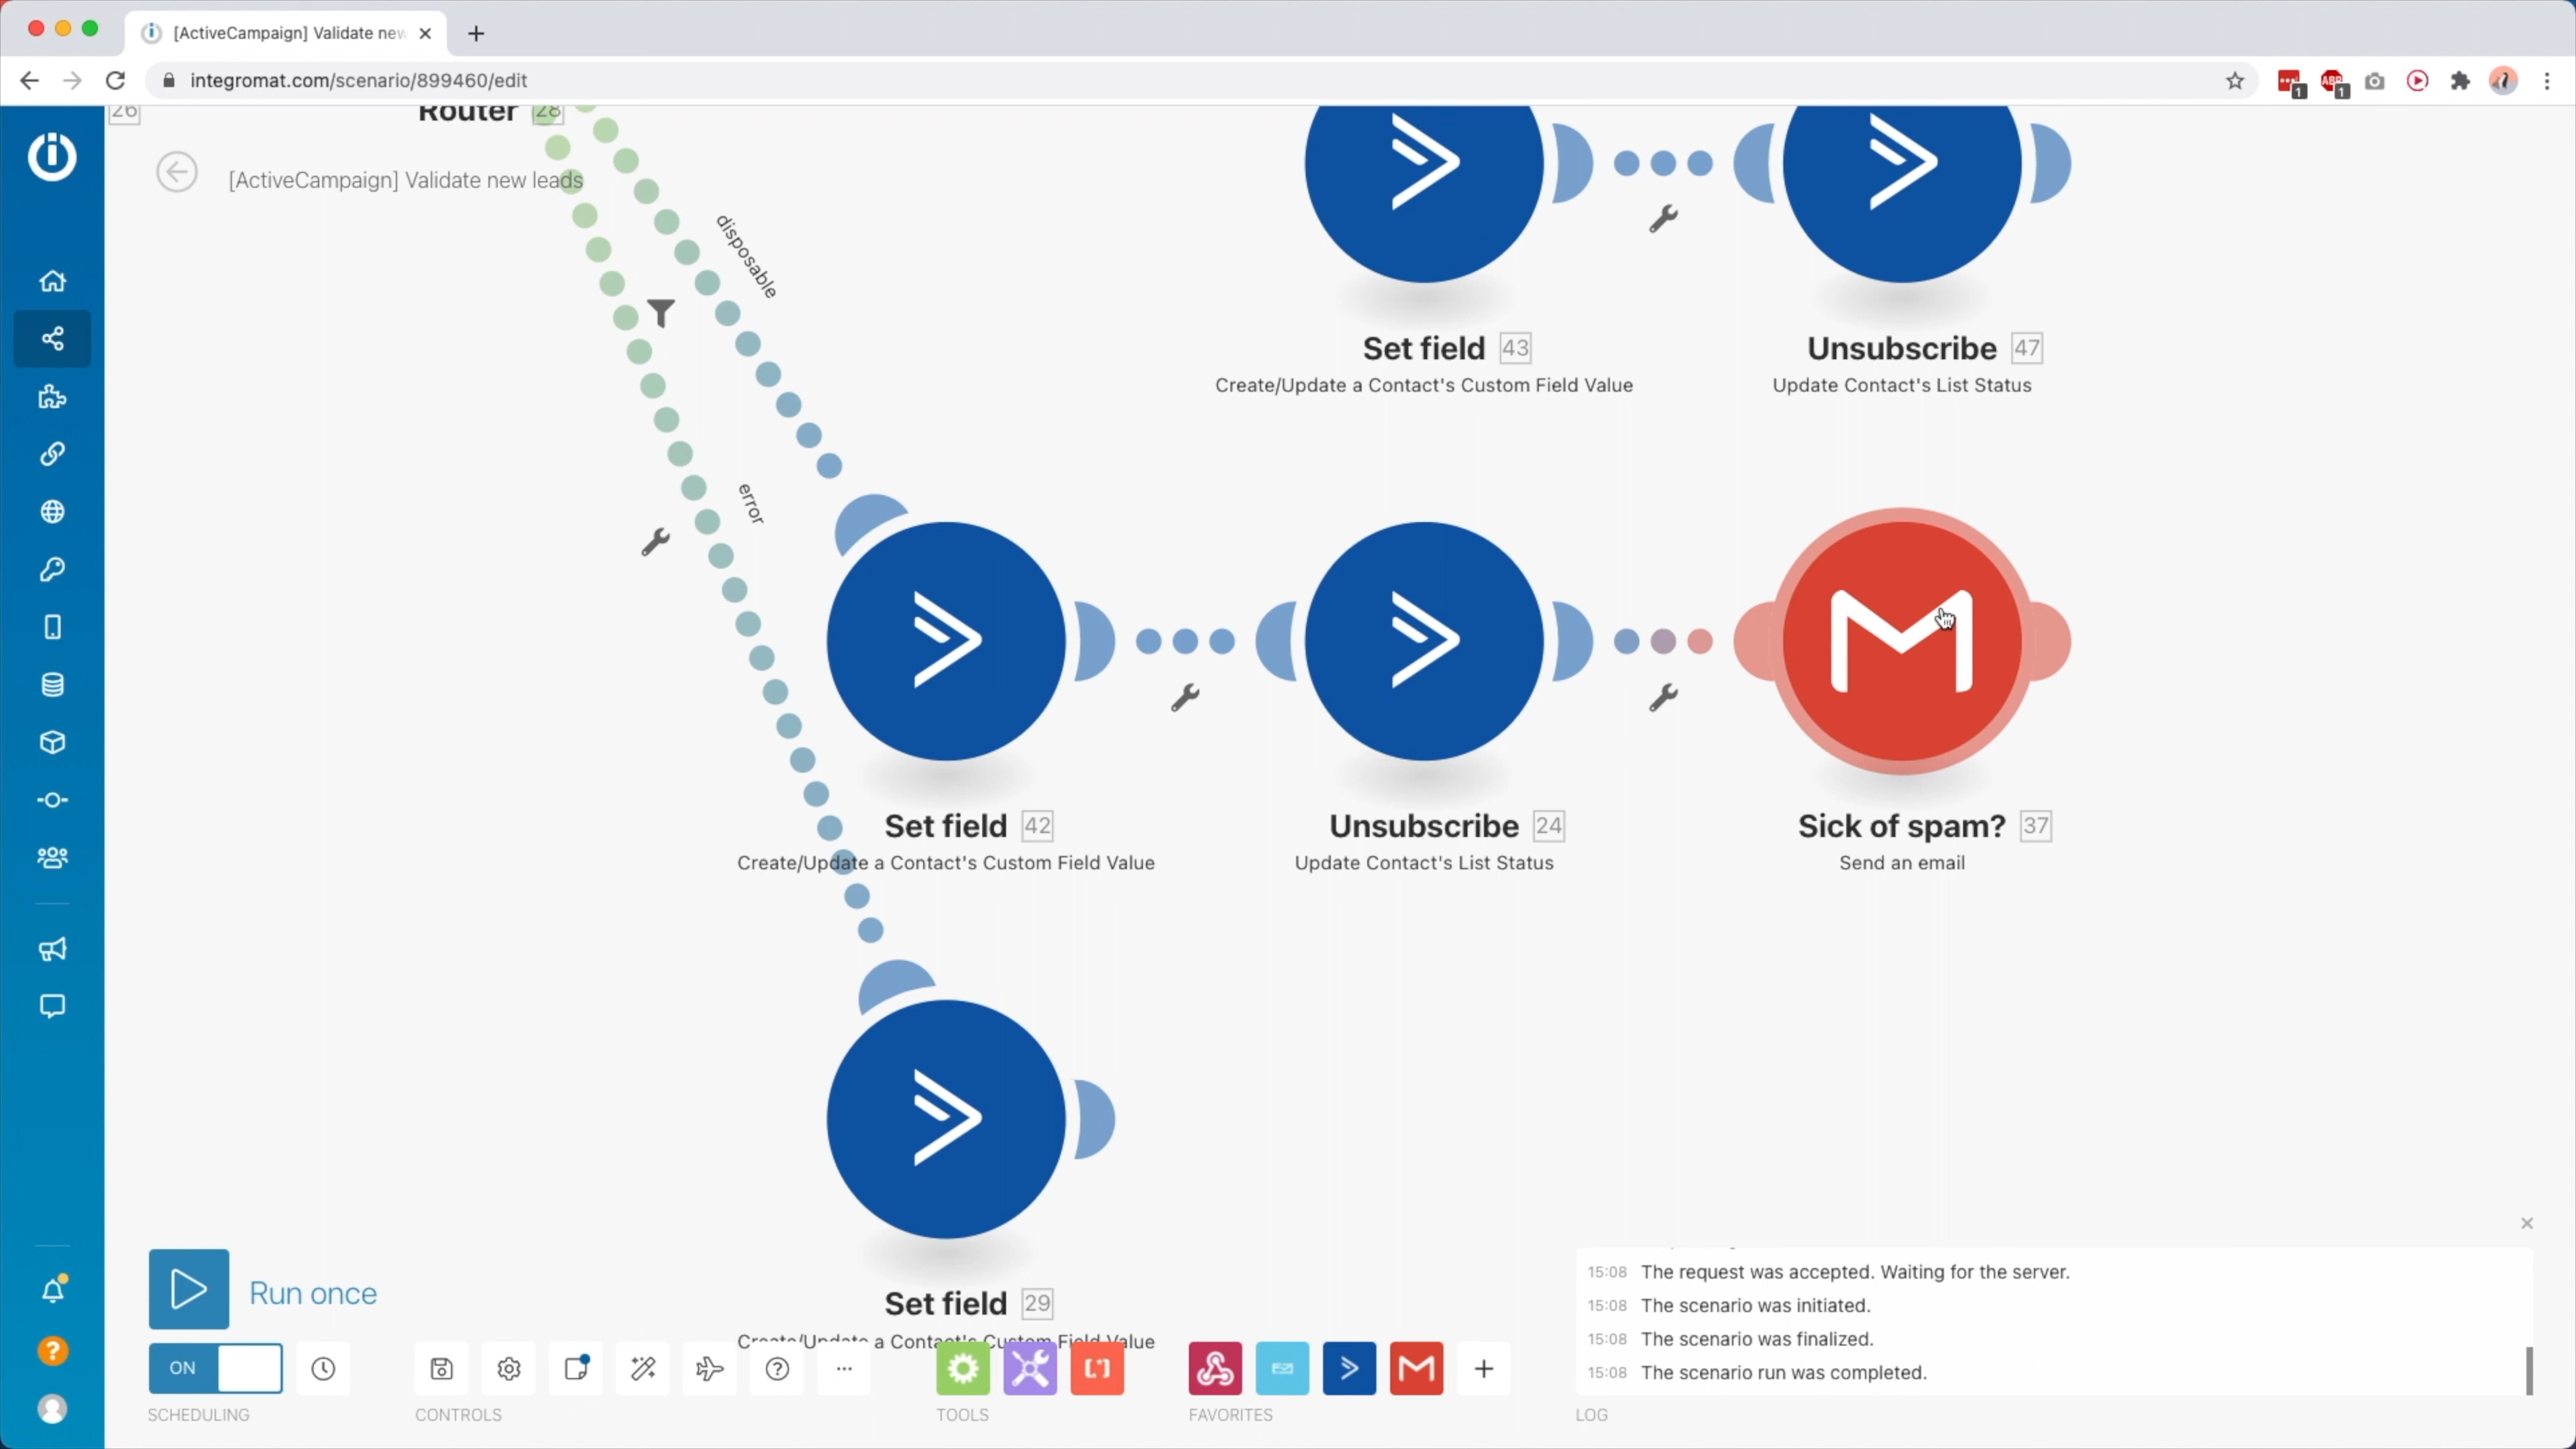 [ActiveCampaign] Validate new
integromat.com/scenario/899460/edit
1
ABP
1
26
Router 28
[ActiveCampaign] Validate new leads
disposable
error
Set field 43
Create/Update a Contact's Custom Field Value
Unsubscribe 47
Update Contact's List Status
Set field 42
Create/Update a Contact's Custom Field Value
Unsubscribe 24
Update Contact's List Status
Sick of spam? 37
Send an email
Set field 29
Create/Update a Contact's Custom Field Value
Run once
ON
SCHEDULING
CONTROLS
TOOLS
FAVORITES
15:08 The request was accepted. Waiting for the server.
15:08 The scenario was initiated.
15:08 The scenario was finalized.
15:08 The scenario run was completed.
LOG